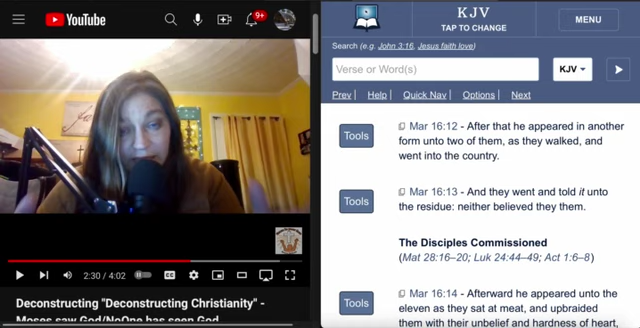 YouTube
9+
2:30 / 4:02
CC
Deconstructing "Deconstructing Christianity" -
Moses saw God/NoOne has seen God
KJV
TAP TO CHANGE
MENU
Search (e.g. John 3:16, Jesus faith love)
Verse or Word(s)
KJV
Prev | Help | Quick Nav | Options | Next
Tools
Mar 16:12 - After that he appeared in another
form unto two of them, as they walked, and
went into the country.
Tools
Mar 16:13 - And they went and told it unto
the residue: neither believed they them.
The Disciples Commissioned
(Mat 28:16–20; Luk 24:44–49; Act 1:6–8)
Tools
Mar 16:14 - Afterward he appeared unto the
eleven as they sat at meat, and upbraided
them with their unbelief and hardness of heart,